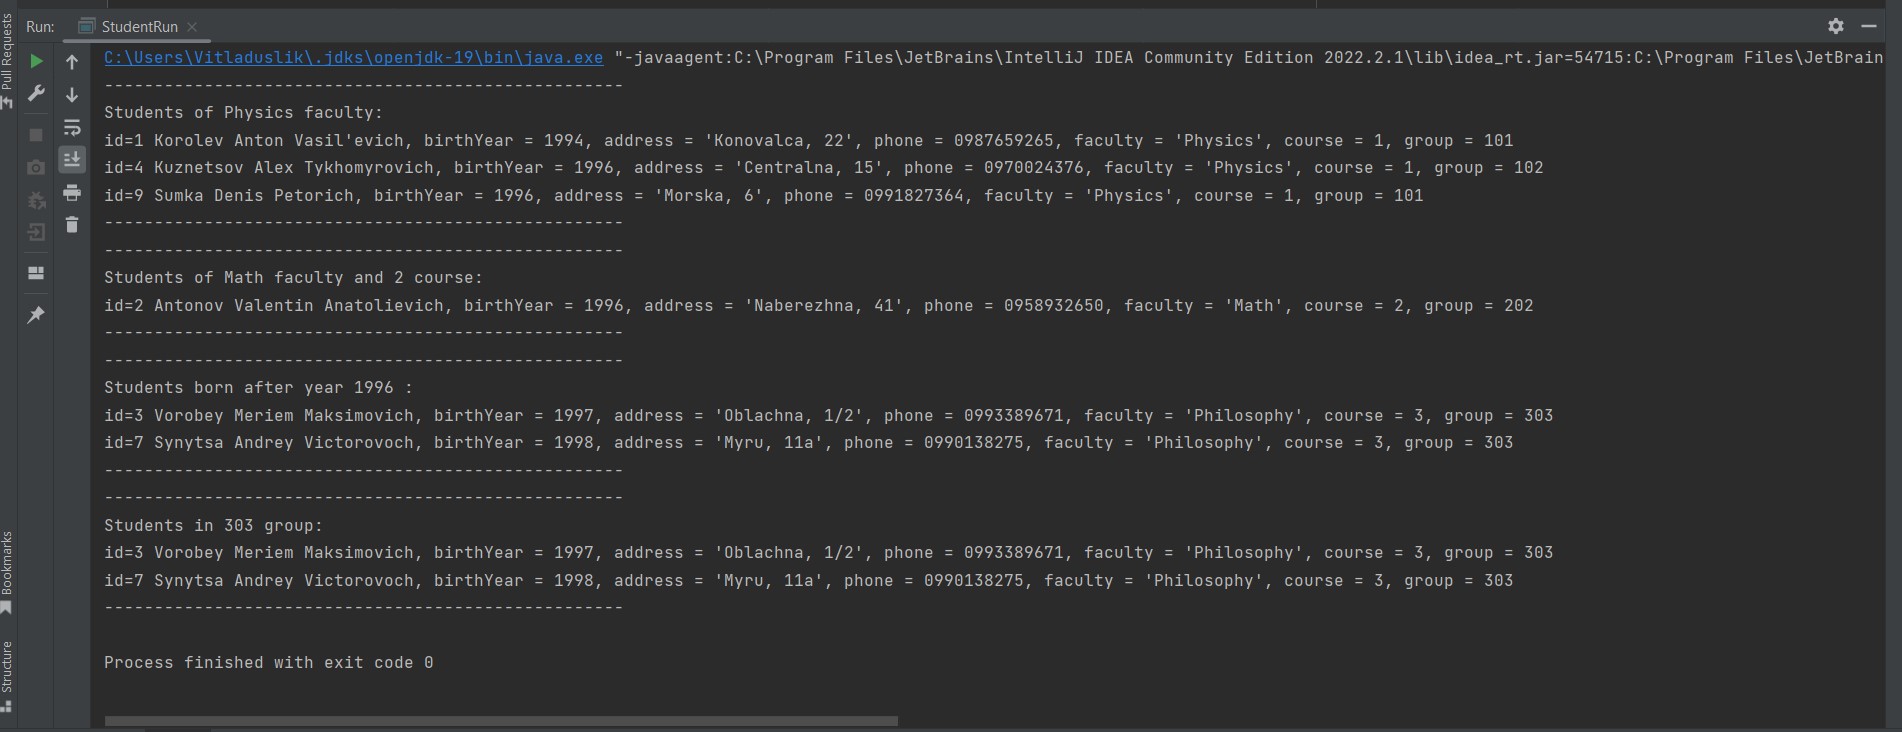 Pull Requests
Run: StudentRun
C:\Users\Vitladuslik\.jdks\openjdk-19\bin\java.exe "-javaagent:C:\Program Files\JetBrains\IntelliJ IDEA Community Edition 2022.2.1\lib\idea_rt.jar=54715:C:\Program Files\JetBrain
----------------------------------------------------
Students of Physics faculty:
id=1 Korolev Anton Vasil'evich, birthYear = 1994, address = 'Konovalca, 22', phone = 0987659265, faculty = 'Physics', course = 1, group = 101
id=4 Kuznetsov Alex Tykhomyrovich, birthYear = 1996, address = 'Centralna, 15', phone = 0970024376, faculty = 'Physics', course = 1, group = 102
id=9 Sumka Denis Petorich, birthYear = 1996, address = 'Morska, 6', phone = 0991827364, faculty = 'Physics', course = 1, group = 101
----------------------------------------------------
----------------------------------------------------
Students of Math faculty and 2 course:
id=2 Antonov Valentin Anatolievich, birthYear = 1996, address = 'Naberezhna, 41', phone = 0958932650, faculty = 'Math', course = 2, group = 202
----------------------------------------------------
----------------------------------------------------
Students born after year 1996 :
id=3 Vorobey Meriem Maksimovich, birthYear = 1997, address = 'Oblachna, 1/2', phone = 0993389671, faculty = 'Philosophy', course = 3, group = 303
id=7 Synytsa Andrey Victorovoch, birthYear = 1998, address = 'Myru, 11a', phone = 0990138275, faculty = 'Philosophy', course = 3, group = 303
----------------------------------------------------
----------------------------------------------------
Students in 303 group:
id=3 Vorobey Meriem Maksimovich, birthYear = 1997, address = 'Oblachna, 1/2', phone = 0993389671, faculty = 'Philosophy', course = 3, group = 303
id=7 Synytsa Andrey Victorovoch, birthYear = 1998, address = 'Myru, 11a', phone = 0990138275, faculty = 'Philosophy', course = 3, group = 303
----------------------------------------------------
Process finished with exit code 0
Bookmarks
Structure